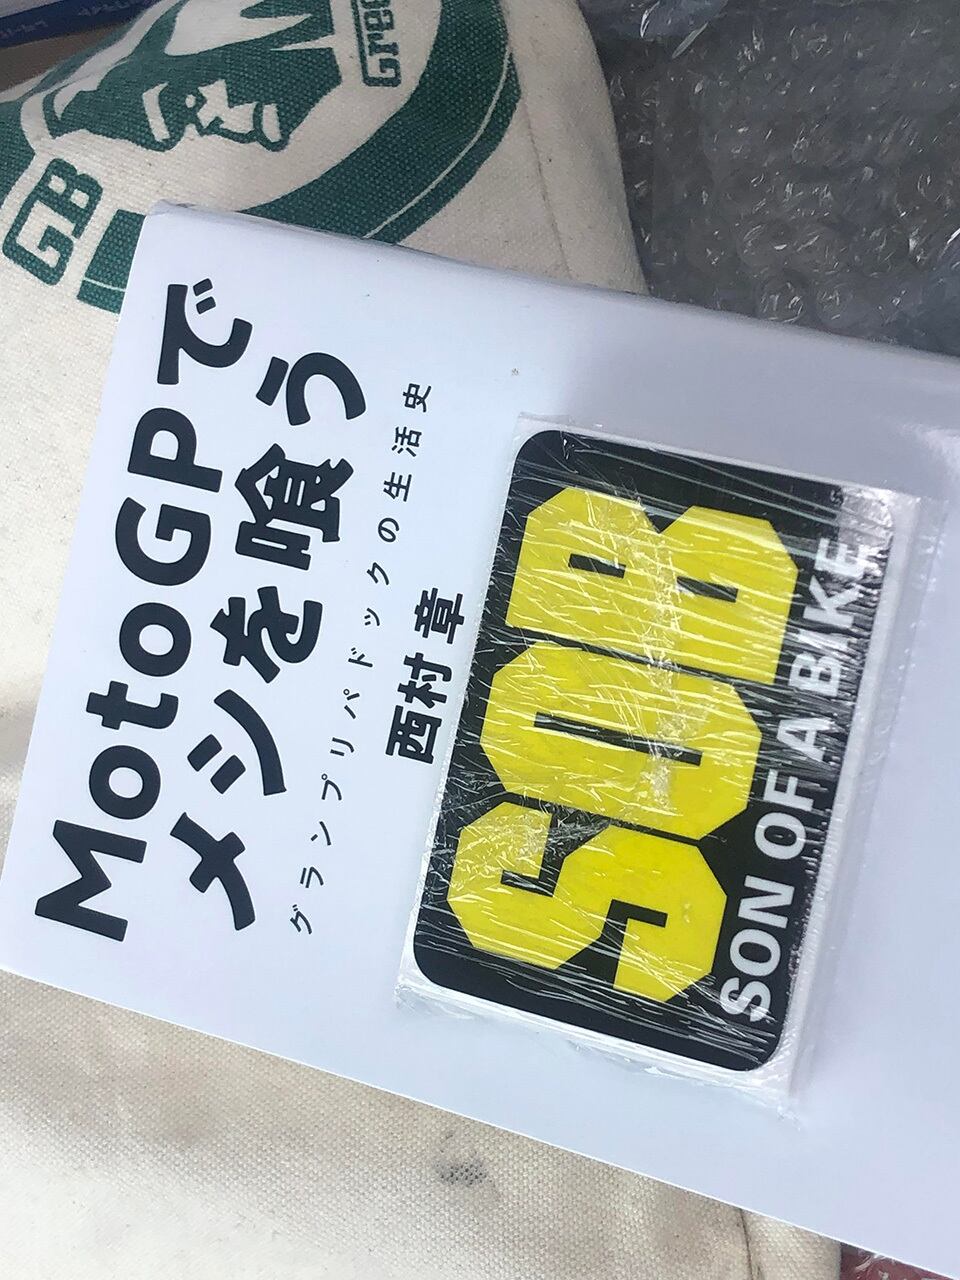 MotoGPで
メシを喰う
グランプリパドックの生活史
西村章
SOB
SON OF A BIKE
GB
Gree